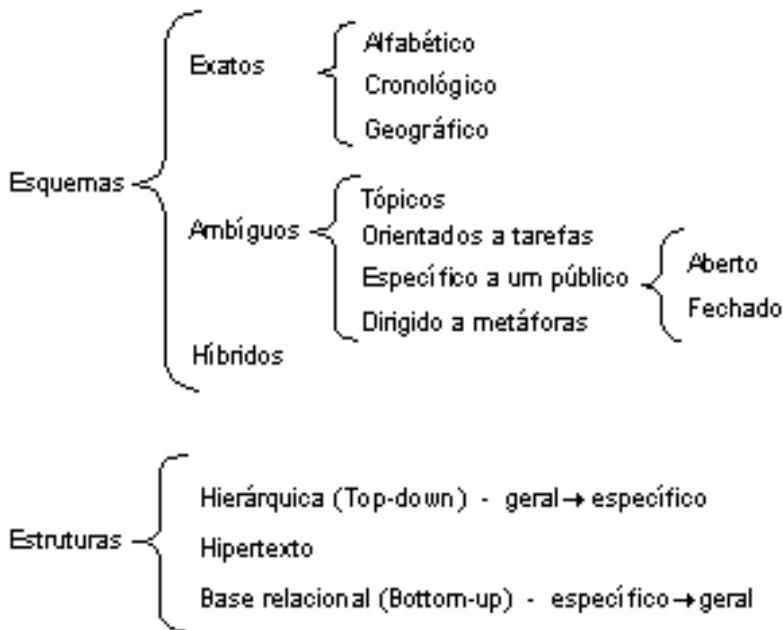 Esquemas
Exatos
Alfabético
Cronológico
Geográfico
Ambíguos
Tópicos
Orientados a tarefas
Específico a um público
Aberto
Fechado
Dirigido a metáforas
Híbridos
Estruturas
Hierárquica (Top-down) - geral → específico
Hipertexto
Base relacional (Bottom-up) - específico → geral